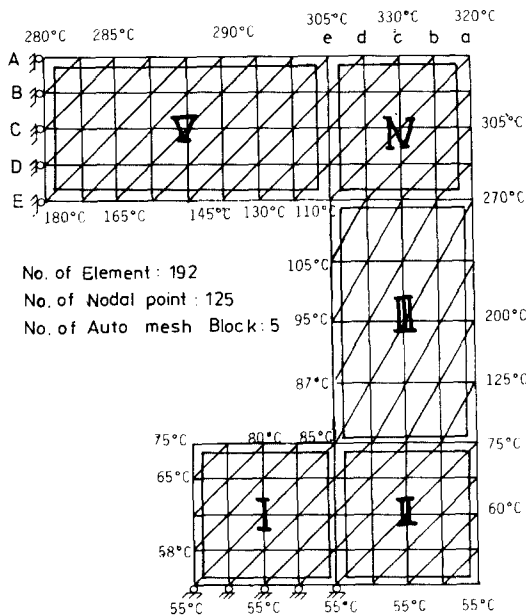 280°C 285°C 290°C 305°C 330°C 320°C
e d c b a
A
B
C V IV 305°C
D
E
180°C 165°C 145°C 130°C 110°C 270°C
No. of Element : 192
No. of Nodal point : 125
No. of Auto mesh Block : 5
105°C
95°C III 200°C
87°C 125°C
75°C 80°C 85°C 75°C
65°C
I II 60°C
58°C
55°C 55°C 55°C 55°C 55°C